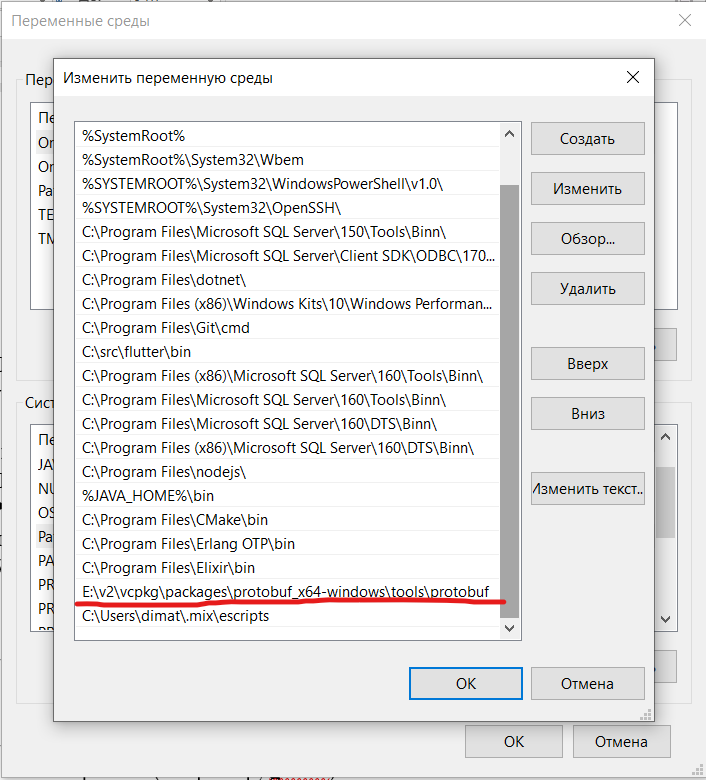 Переменные среды
Изменить переменную среды
%SystemRoot%
%SystemRoot%\System32\Wbem
%SYSTEMROOT%\System32\WindowsPowerShell\v1.0\
%SYSTEMROOT%\System32\OpenSSH\
C:\Program Files\Microsoft SQL Server\150\Tools\Binn\
C:\Program Files\Microsoft SQL Server\Client SDK\ODBC\170...
C:\Program Files\dotnet\
C:\Program Files (x86)\Windows Kits\10\Windows Performan...
C:\Program Files\Git\cmd
C:\src\flutter\bin
C:\Program Files (x86)\Microsoft SQL Server\160\Tools\Binn\
C:\Program Files\Microsoft SQL Server\160\Tools\Binn\
C:\Program Files\Microsoft SQL Server\160\DTS\Binn\
C:\Program Files (x86)\Microsoft SQL Server\160\DTS\Binn\
C:\Program Files\nodejs\
%JAVA_HOME%\bin
C:\Program Files\CMake\bin
C:\Program Files\Erlang OTP\bin
C:\Program Files\Elixir\bin
E:\v2\vcpkg\packages\protobuf_x64-windows\tools\protobuf
C:\Users\dimat\.mix\escripts
Создать
Изменить
Обзор...
Удалить
Вверх
Вниз
Изменить текст...
OK
Отмена
Пер
Пе
On
On
Pa
TE
TM
Сист
Пе
JA
NU
OS
Pa
PA
PR
PR
OK
Отмена